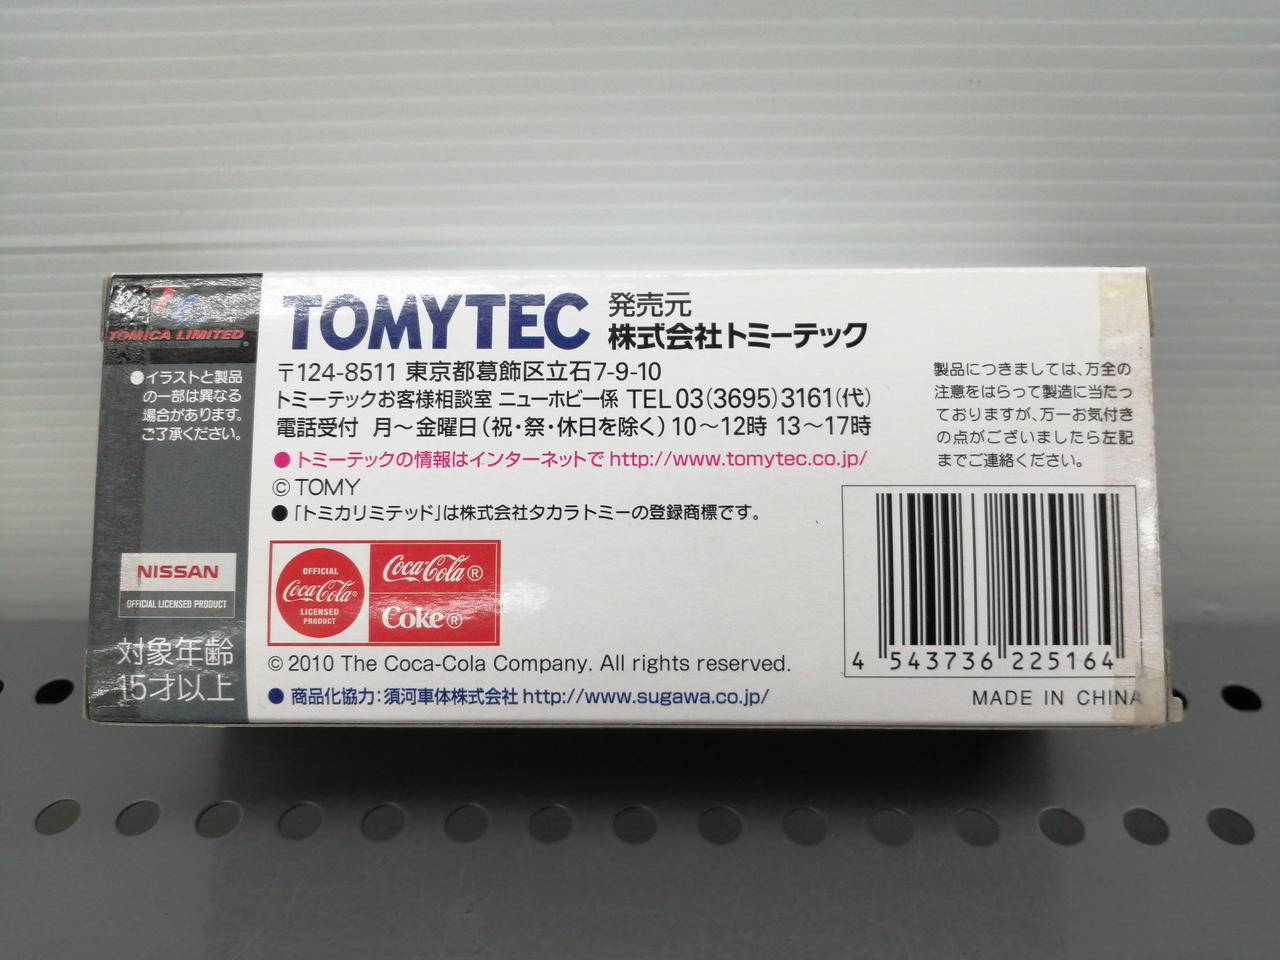 TOMICA LIMITED
●イラストと製品
の一部は異なる
場合があります。
ご了承ください。
NISSAN
OFFICIAL LICENSED PRODUCT
対象年齢
15才以上
TOMYTEC
発売元
株式会社トミーテック
〒124-8511 東京都葛飾区立石7-9-10
トミーテックお客様相談室 ニューホビー係 TEL 03(3695)3161(代)
電話受付 月～金曜日(祝・祭・休日を除く) 10～12時 13～17時
●トミーテックの情報はインターネットで http://www.tomytec.co.jp/
© TOMY
●「トミカリミテッド」は株式会社タカラトミーの登録商標です。
OFFICIAL
Coca-Cola®
LICENSED
PRODUCT
Coca-Cola®
Coke®
© 2010 The Coca-Cola Company. All rights reserved.
●商品化協力:須河車体株式会社 http://www.sugawa.co.jp/
製品につきましては、万全の
注意をはらって製造に当たっ
ておりますが、万一お気付き
の点がございましたら左記
までご連絡ください。
4 543736 225164
MADE IN CHINA